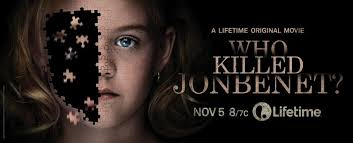 A LIFETIME ORIGINAL MOVIE
WHO
KILLED
JONBENET?
NOV 5 8/7C Lifetime